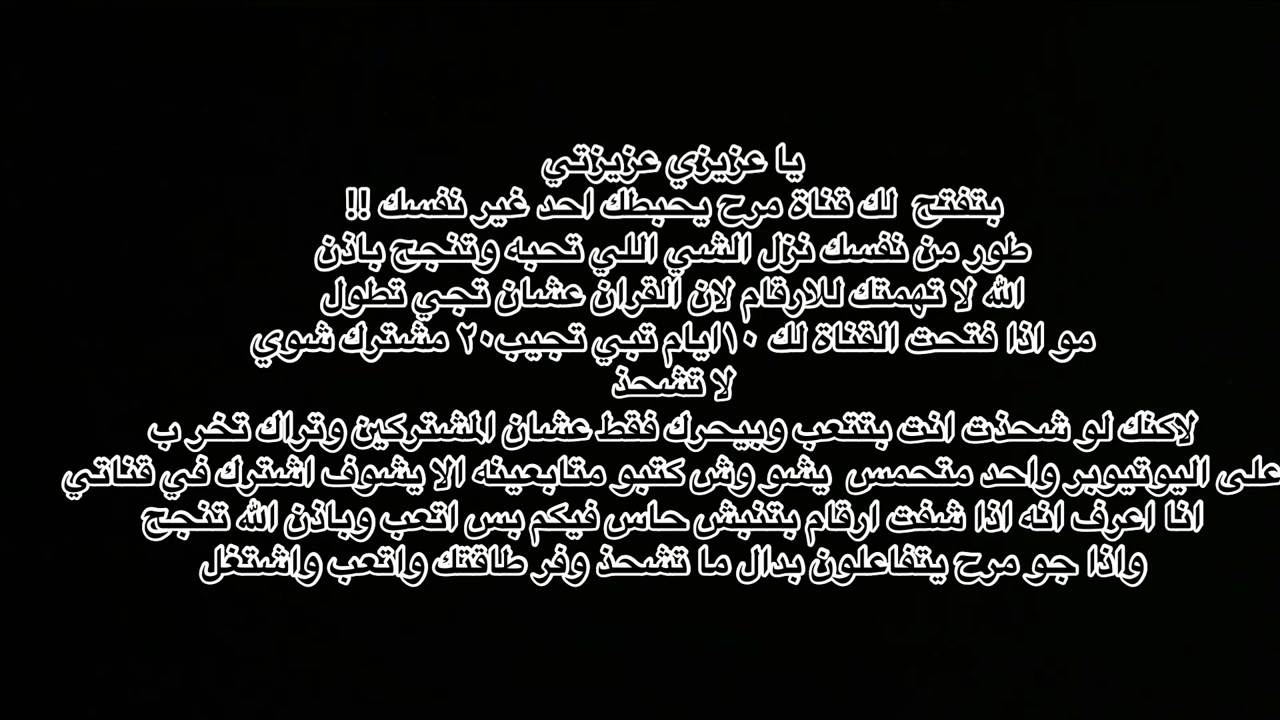 يا عزيزي عزيزتي
بتفتح لك قناة مرح يحبطك احد غير نفسك !!
طور من نفسك نزل الشي اللي تحبه وتنجح باذن
الله لا تهمتك للارقام لان القران عشان تجي تطول
مو اذا فتحت القناة لك ١٠ايام تبي تجيب٢٠ مشترك شوي
لا تشحذ
لاكنك لو شحذت انت بتتعب وبيحرك فقط عشان المشتركين وتراك تخر ب
على اليوتيوبر واحد متحمس يشو وش كتبو متابعينه الا يشوف اشترك في قناتي
انا اعرف انه اذا شفت ارقام بتنبش حاس فيكم بس اتعب وباذن الله تنجح
واذا جو مرح يتفاعلون بدال ما تشحذ وفر طاقتك واتعب واشتغل